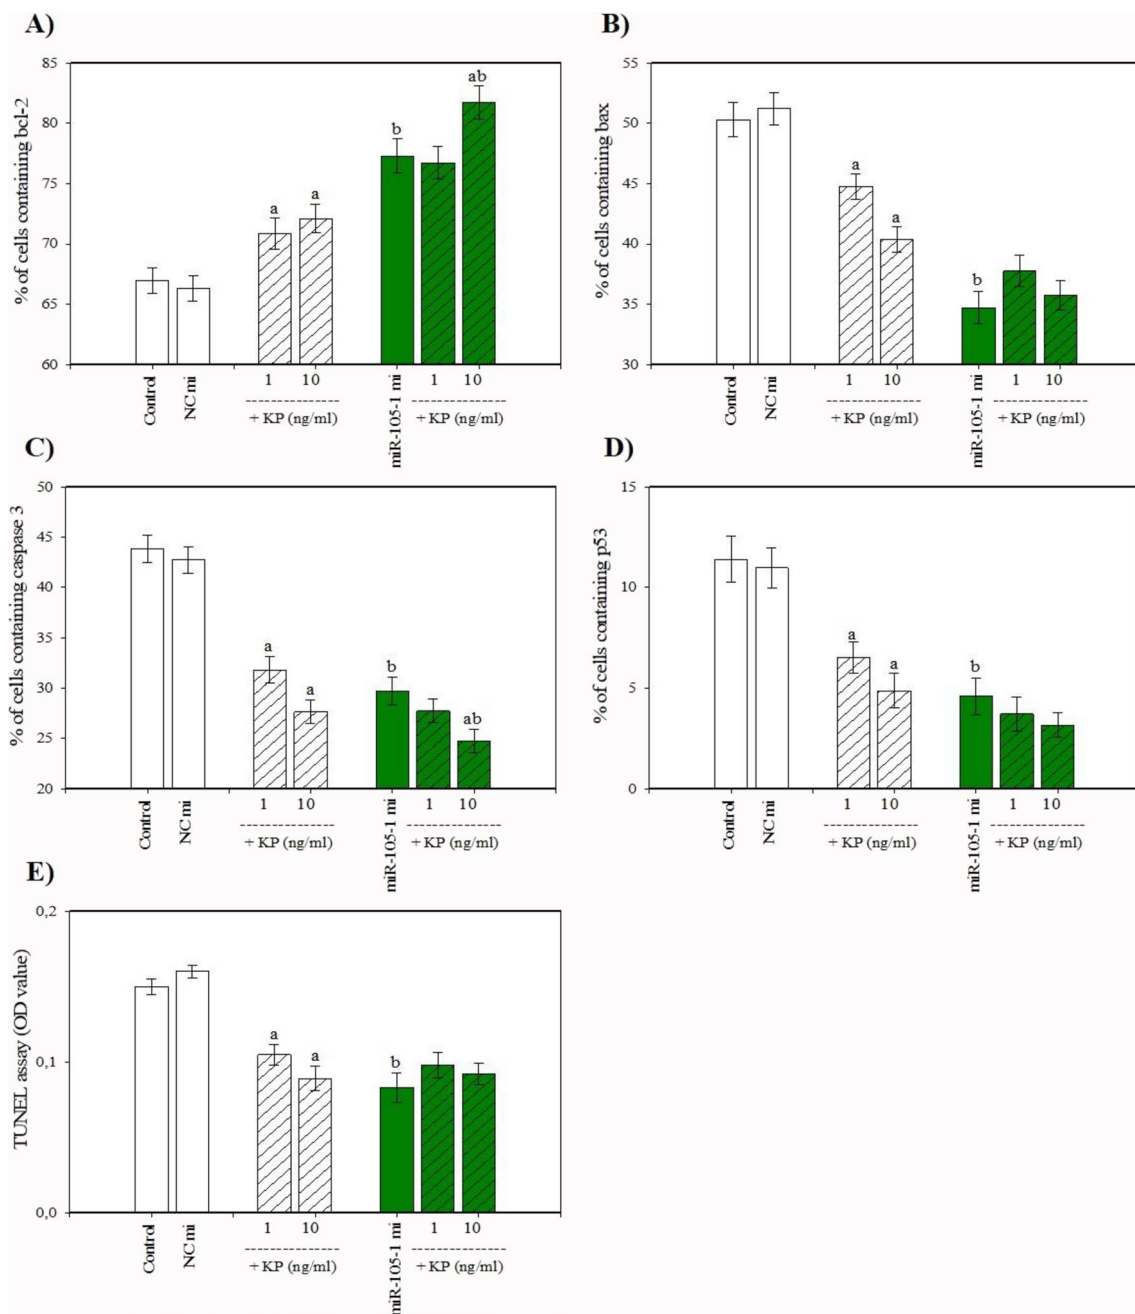 A)
% of cells containing bcl-2
85
80
75
70
65
60
a
a
b
ab
Control
NC mi
1
10
+ KP (ng/ml)
miR-105-1 mi
1
10
+ KP (ng/ml)
B)
% of cells containing bax
55
50
45
40
35
30
a
a
b
Control
NC mi
1
10
+ KP (ng/ml)
miR-105-1 mi
1
10
+ KP (ng/ml)
C)
% of cells containing caspase 3
50
45
40
35
30
25
20
a
a
b
ab
Control
NC mi
1
10
+ KP (ng/ml)
miR-105-1 mi
1
10
+ KP (ng/ml)
D)
% of cells containing p53
15
10
5
0
a
a
b
Control
NC mi
1
10
+ KP (ng/ml)
miR-105-1 mi
1
10
+ KP (ng/ml)
E)
TUNEL assay (OD value)
0,2
0,1
0,0
a
a
b
Control
NC mi
1
10
+ KP (ng/ml)
miR-105-1 mi
1
10
+ KP (ng/ml)